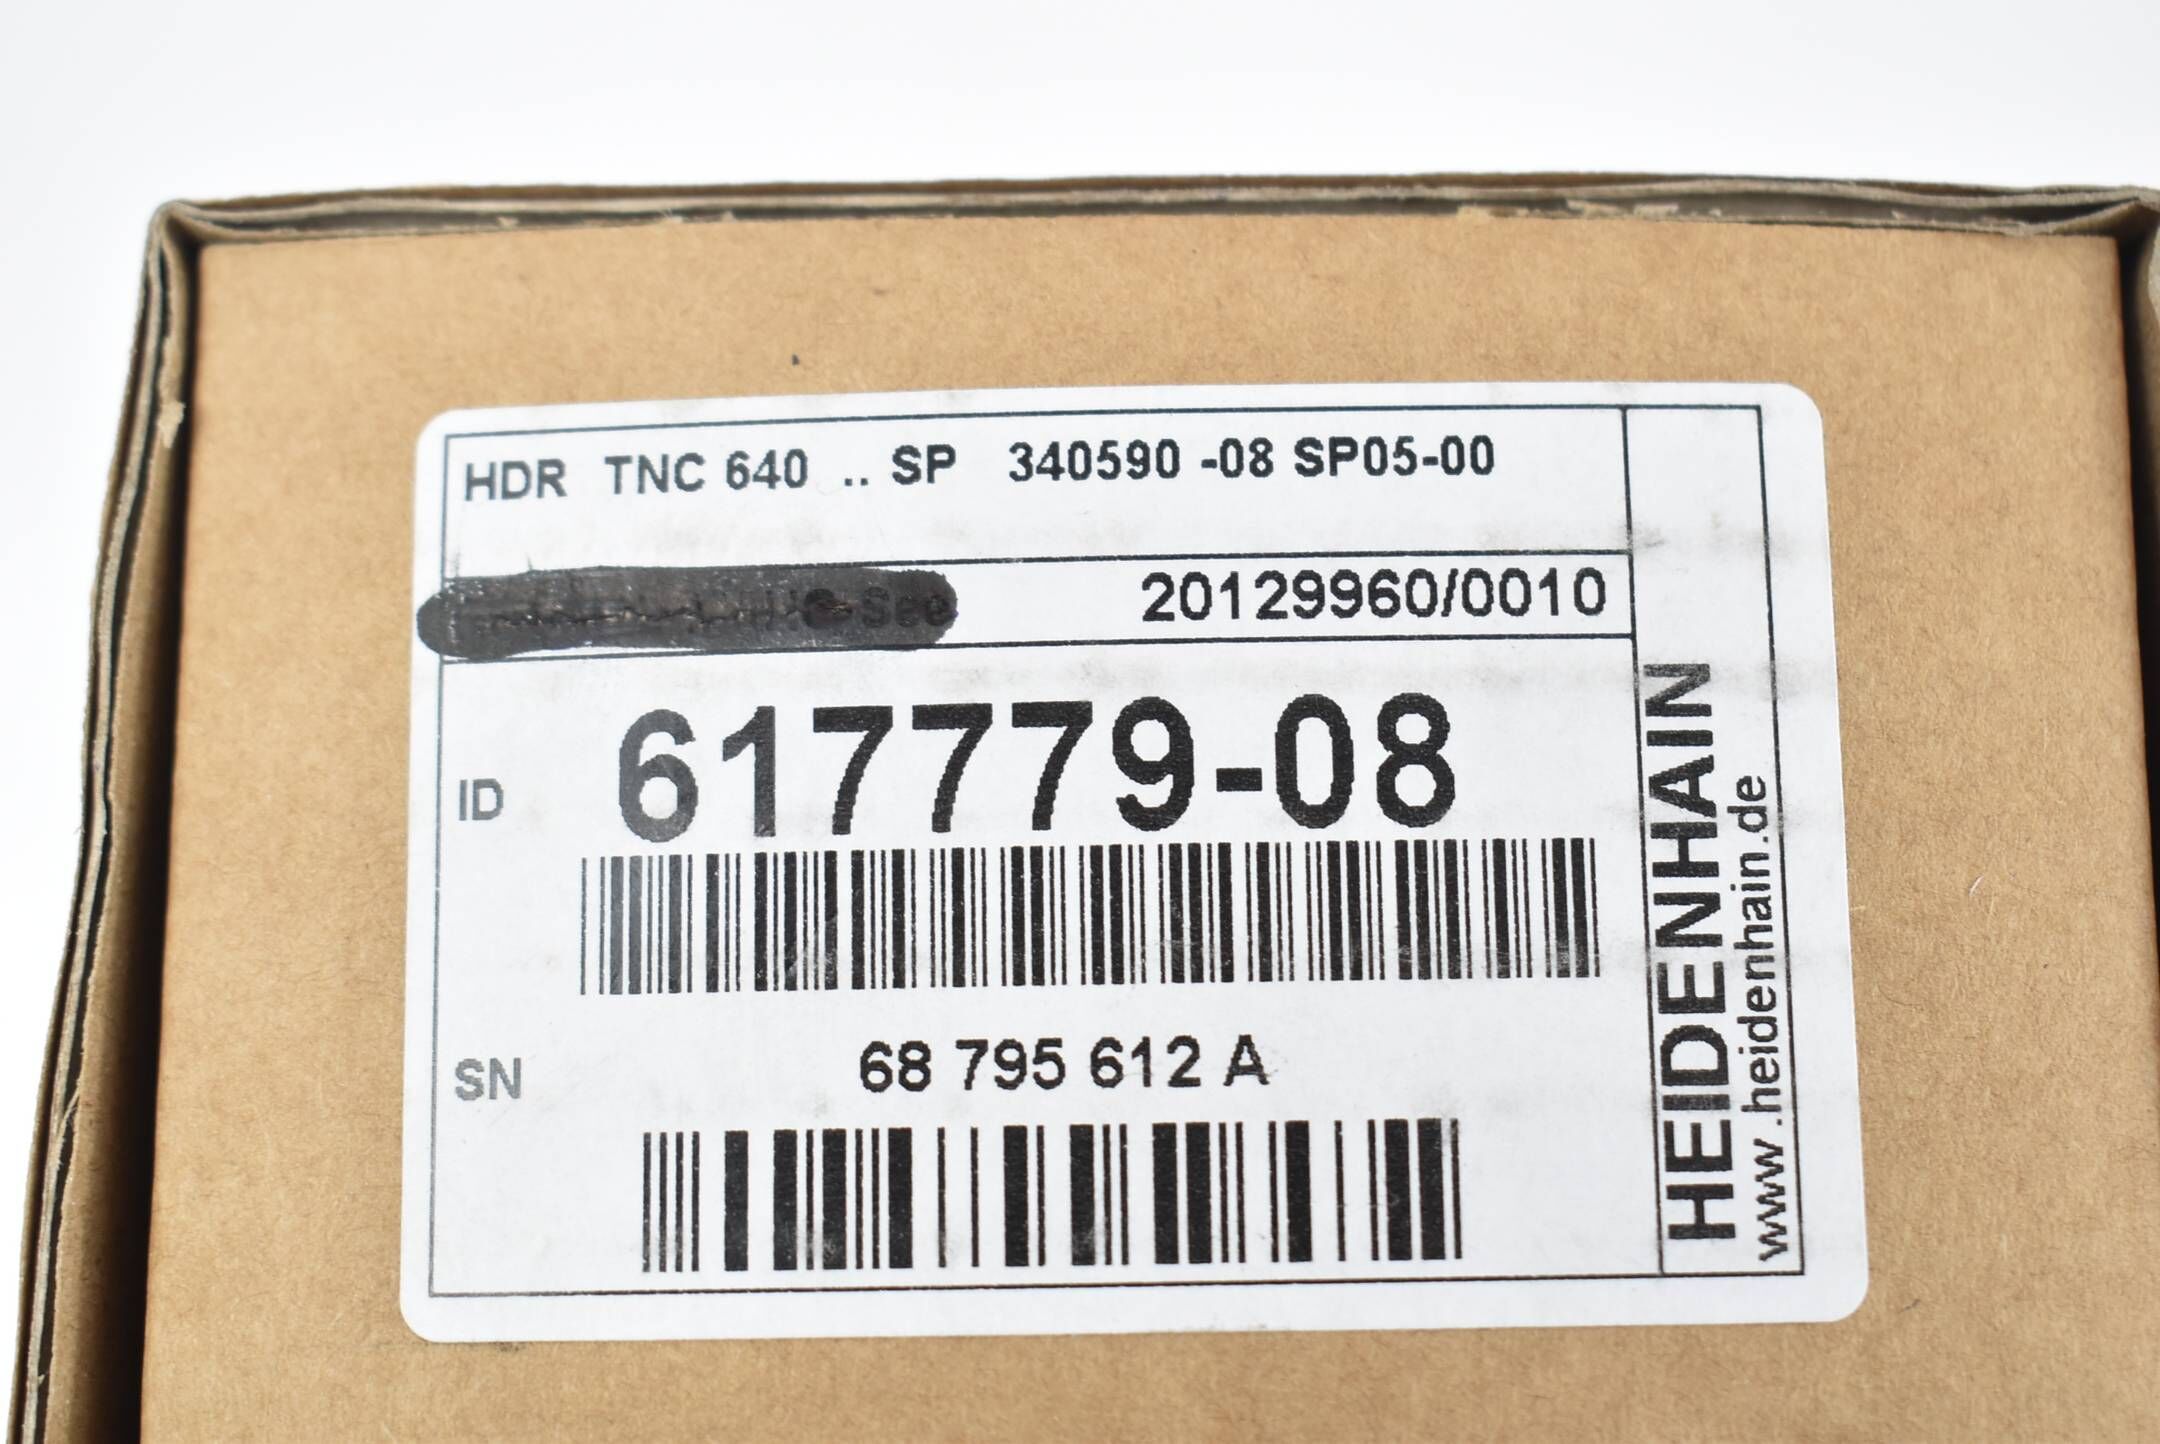 HDR TNC 640 .. SP 340590 -08 SP05-00
See 20129960/0010
ID 617779-08
SN 68 795 612 A
HEIDENHAIN
www.heidenhain.de